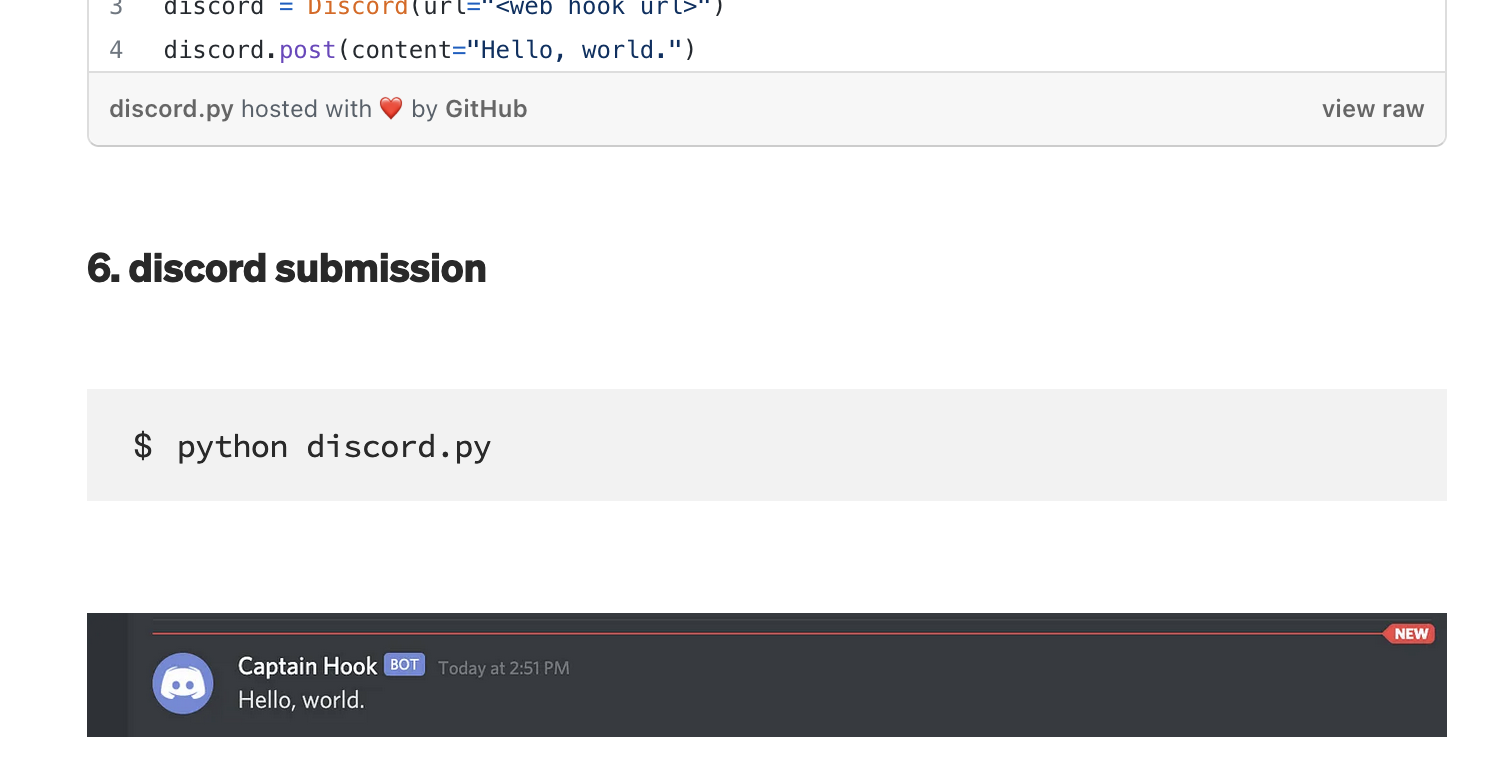 3 discord = Discord(url="<web hook url>")
4 discord.post(content="Hello, world.")
discord.py hosted with ❤ by GitHub view raw
6. discord submission
$ python discord.py
NEW
Captain Hook BOT Today at 2:51 PM
Hello, world.